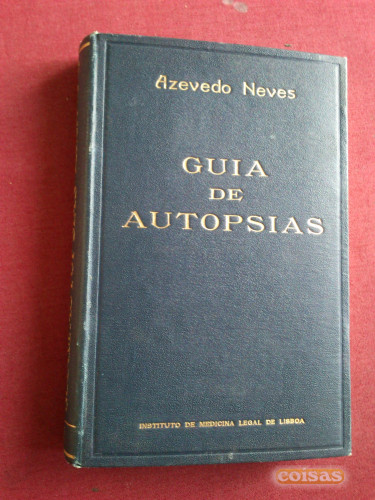 Azevedo Neves
GUIA
DE
AUTOPSIAS
INSTITUTO DE MEDICINA LEGAL DE LISBOA
coisas